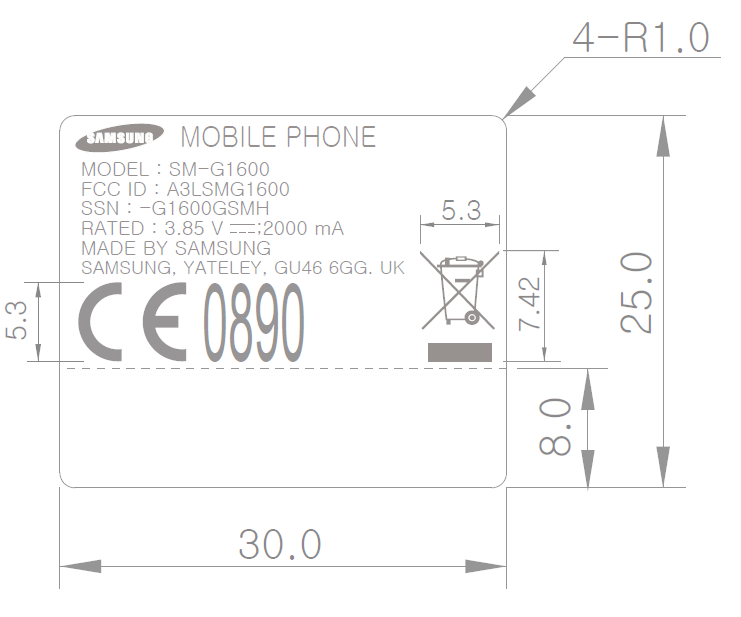 4-R1.0
SAMSUNG MOBILE PHONE
MODEL : SM-G1600
FCC ID : A3LSMG1600
SSN : -G1600GSMH
RATED : 3.85 V ⎓;2000 mA
MADE BY SAMSUNG
SAMSUNG, YATELEY, GU46 6GG. UK
5.3
CE 0890
5.3
7.42
25.0
8.0
30.0